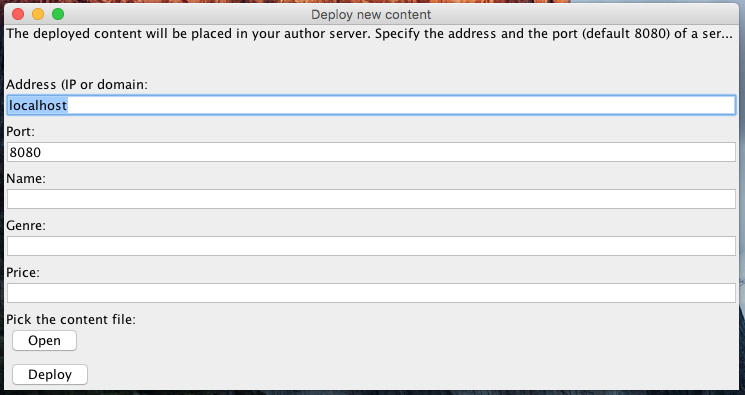 Deploy new content
The deployed content will be placed in your author server. Specify the address and the port (default 8080) of a ser...
Address (IP or domain:
localhost
Port:
8080
Name:
Genre:
Price:
Pick the content file:
Open
Deploy